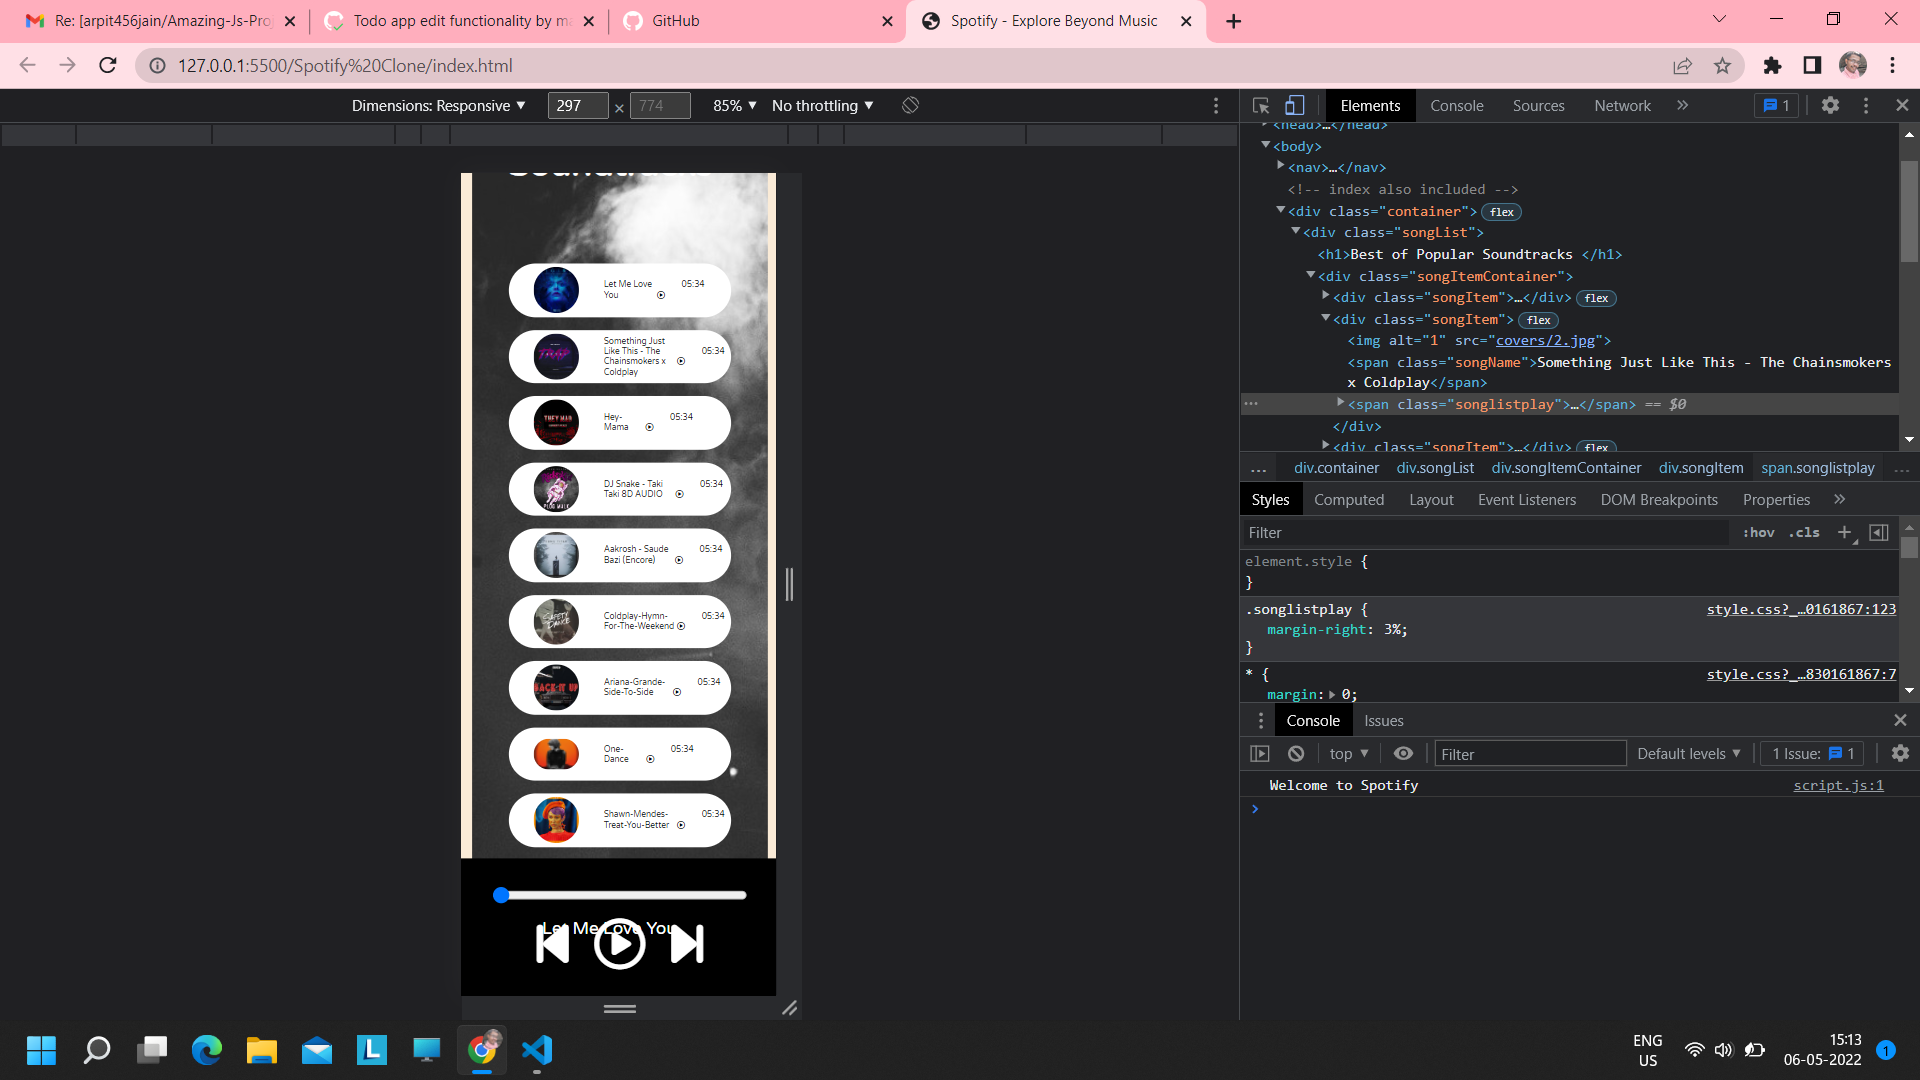 Re: [arpit456jain/Amazing-Js-Proj
Todo app edit functionality by ma
GitHub
Spotify - Explore Beyond Music
127.0.0.1:5500/Spotify%20Clone/index.html
Dimensions: Responsive ▼ 297 × 774 85% ▼ No throttling ▼
Elements Console Sources Network » 1
<head>…</head>
<body>
<nav>…</nav>
<!-- index also included -->
<div class="container"> flex
<div class="songList">
<h1>Best of Popular Soundtracks </h1>
<div class="songItemContainer">
<div class="songItem">…</div> flex
<div class="songItem"> flex
<img alt="1" src="covers/2.jpg">
<span class="songName">Something Just Like This - The Chainsmokers
x Coldplay</span>
… <span class="songlistplay">…</span> == $0
</div>
<div class="songItem">…</div> flex
… div.container div.songList div.songItemContainer div.songItem span.songlistplay …
Styles Computed Layout Event Listeners DOM Breakpoints Properties »
Filter :hov .cls +
element.style {
}
.songlistplay { style.css?_…0161867:123
margin-right: 3%;
}
* { style.css?_…830161867:7
margin: 0;
Console Issues
top ▼ Filter Default levels ▼ 1 Issue: 1
Welcome to Spotify script.js:1
Soundtracks
Let Me Love
You
05:34
Something Just
Like This - The
Chainsmokers x
Coldplay
05:34
Hey-
Mama
05:34
DJ Snake - Taki
Taki 8D AUDIO
05:34
Aakrosh - Saude
Bazi (Encore)
05:34
Coldplay-Hymn-
For-The-Weekend
05:34
Ariana-Grande-
Side-To-Side
05:34
One-
Dance
05:34
Shawn-Mendes-
Treat-You-Better
05:34
THEY MAD
PLUG WALK
SAFETY
DANCE
BACK IT UP
Let Me Love You
L
ENG
US
15:13
06-05-2022
1